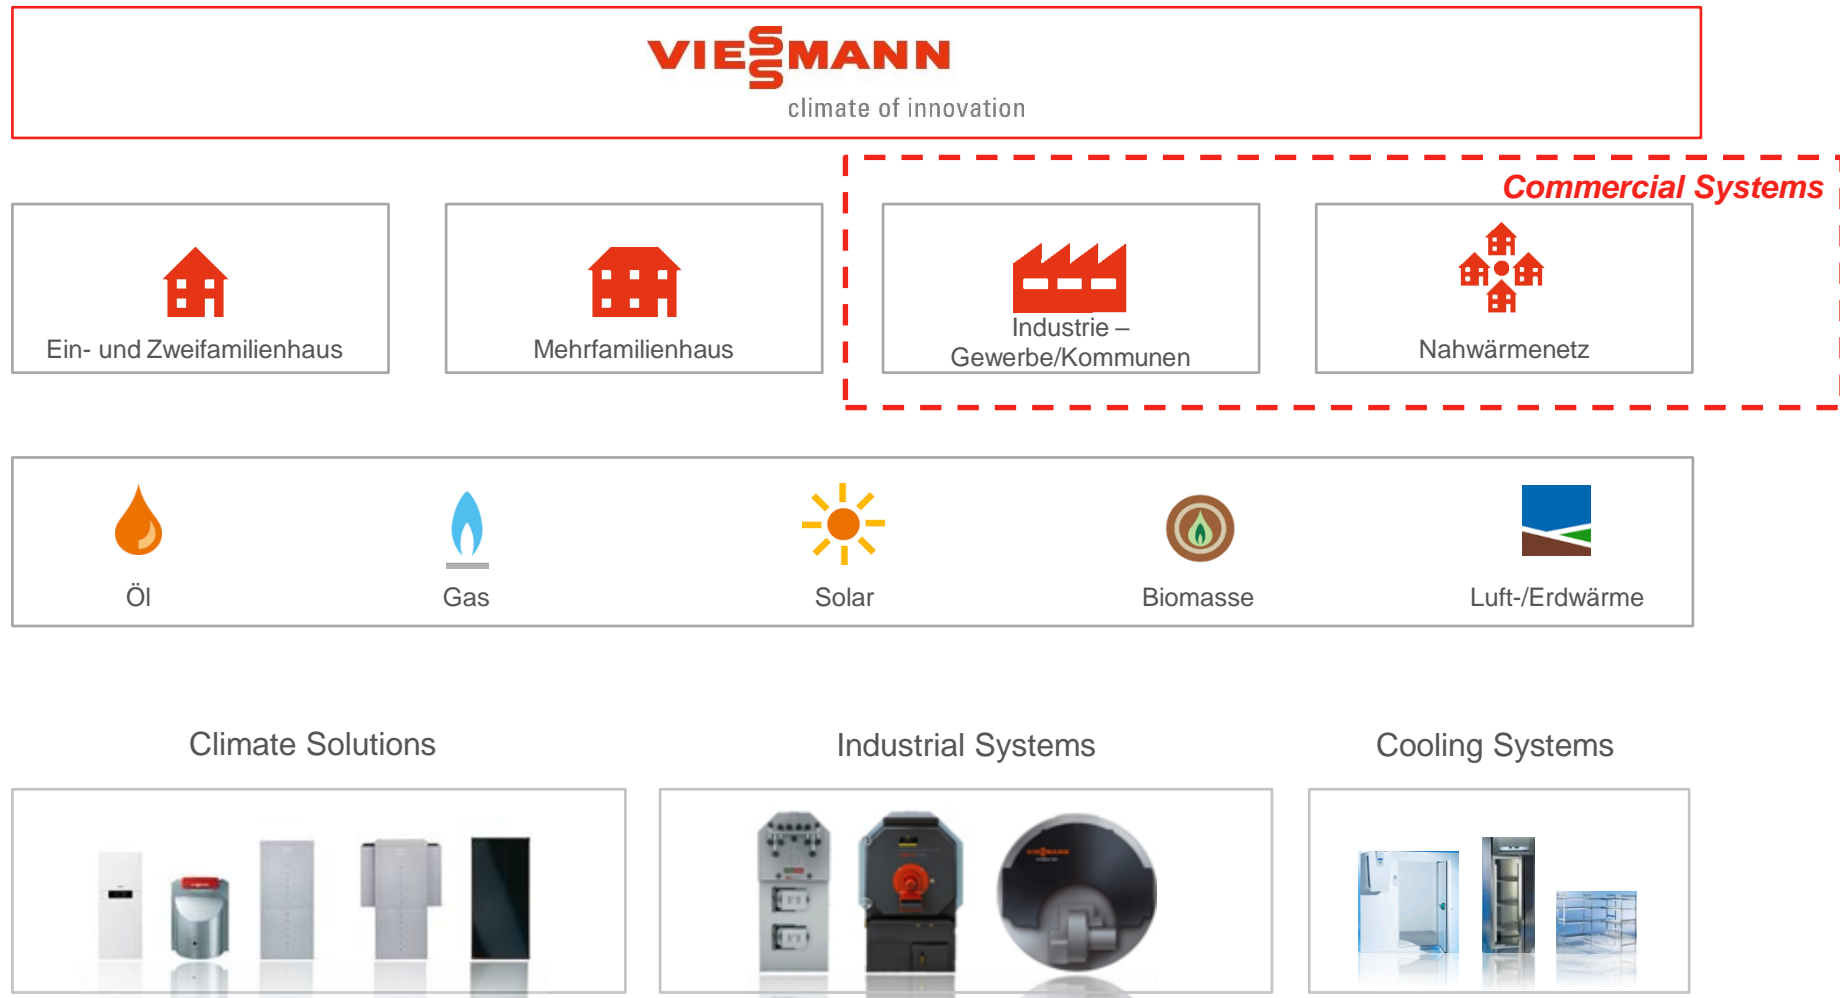 VIESSMANN
climate of innovation
Commercial Systems
Ein- und Zweifamilienhaus
Mehrfamilienhaus
Industrie –
Gewerbe/Kommunen
Nahwärmenetz
Öl
Gas
Solar
Biomasse
Luft-/Erdwärme
Climate Solutions
Industrial Systems
Cooling Systems
VIESSMANN